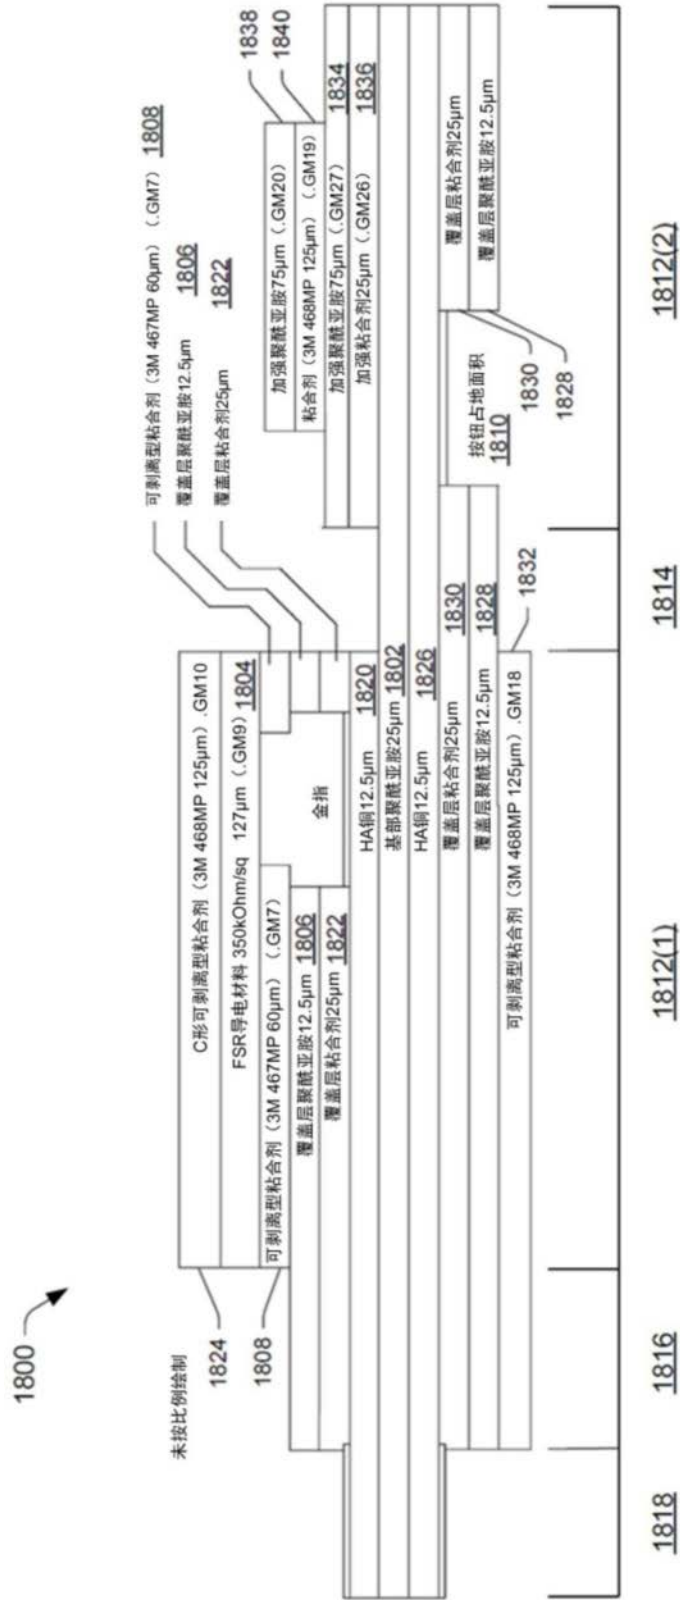 1800
未按比例绘制
可剥离型粘合剂（3M 467MP 60μm）（.GM7） 1808
覆盖层聚酰亚胺12.5μm 1806
覆盖层粘合剂25μm 1822
1838
1840
加强聚酰亚胺75μm（.GM20）
粘合剂（3M 468MP 125μm）（.GM19）
加强聚酰亚胺75μm（.GM27） 1834
加强粘合剂25μm（.GM26） 1836
1824
1808
C形可剥离型粘合剂（3M 468MP 125μm）.GM10
FSR导电材料 350kOhm/sq 127μm（.GM9） 1804
可剥离型粘合剂（3M 467MP 60μm）（.GM7）
覆盖层聚酰亚胺12.5μm 1806
覆盖层粘合剂25μm 1822
金指
HA铜12.5μm 1820
基部聚酰亚胺25μm 1802
HA铜12.5μm 1826
覆盖层粘合剂25μm 1830
覆盖层聚酰亚胺12.5μm 1828
可剥离型粘合剂（3M 468MP 125μm）.GM18
1832
按钮占地面积
1810
覆盖层粘合剂25μm
覆盖层聚酰亚胺12.5μm
1830
1828
1818
1816
1812(1)
1814
1812(2)